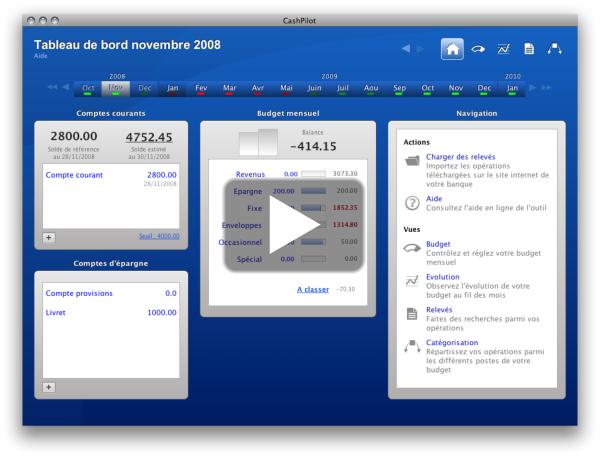 CashPilot
Tableau de bord novembre 2008
Aide
2008 2009 2010
Oct Nov Dec Jan Fev Mar Avr Mai Juin Juil Aou Sep Oct Nov Dec Jan
Comptes courants
2800.00 4752.45
Solde de référence Solde estimé
au 28/11/2008 au 30/11/2008
Compte courant 2800.00
28/11/2008
+ Seuil : 4000.00
Comptes d'épargne
Compte provisions 0.0
Livret 1000.00
+
Budget mensuel
Balance
-414.15
Revenus 0.00 3073.30
Épargne 200.00 200.00
Fixe 1852.35
Enveloppes 1314.80
Occasionnel 50.00
Spécial 0.00 0.00
A classer -70.30
Navigation
Actions
Charger des relevés
Importez les opérations
téléchargées sur le site internet de
votre banque
Aide
Consultez l'aide en ligne de l'outil
Vues
Budget
Contrôlez et réglez votre budget
mensuel
Evolution
Observez l'évolution de votre
budget au fil des mois
Relevés
Faites des recherches parmi vos
opérations
Catégorisation
Répartissez vos opérations parmi
les différents postes de votre
budget